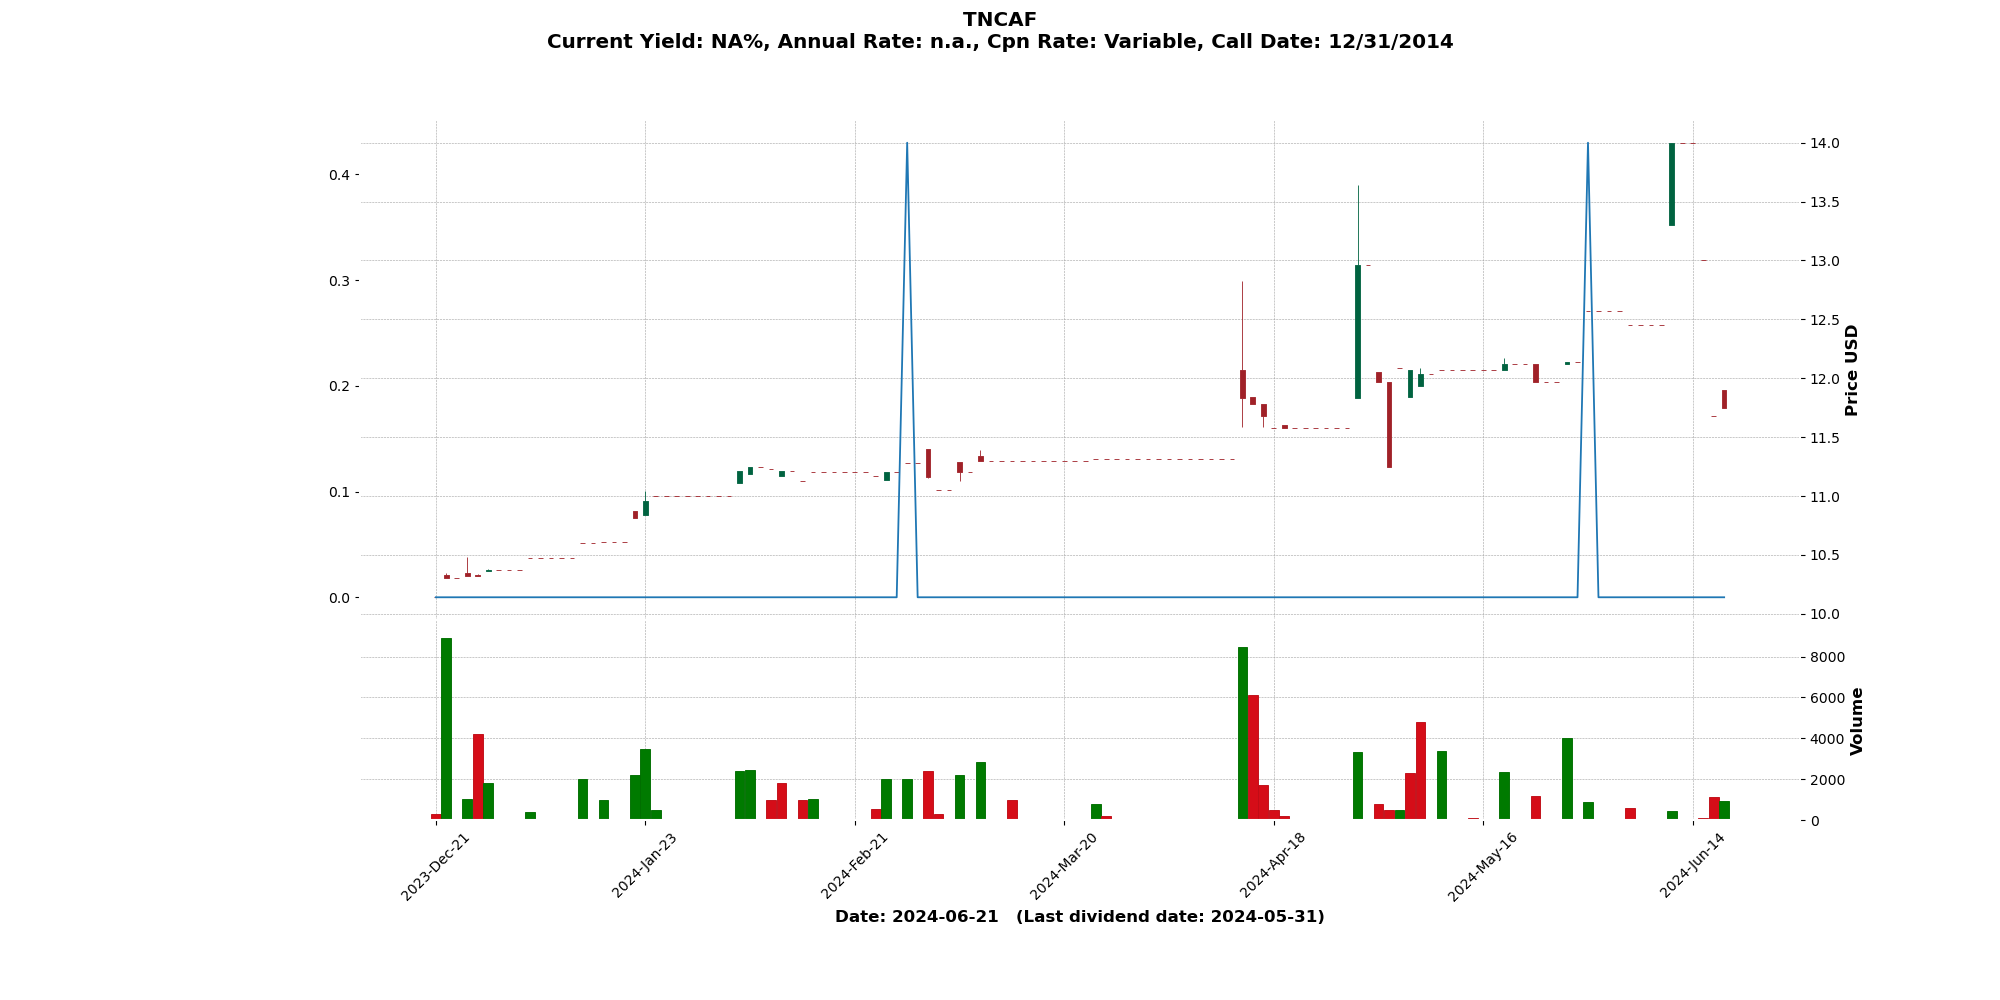 TNCAF
Current Yield: NA%, Annual Rate: n.a., Cpn Rate: Variable, Call Date: 12/31/2014
0.4
0.3
0.2
0.1
0.0
14.0
13.5
13.0
12.5
12.0
11.5
11.0
10.5
10.0
Price USD
8000
6000
4000
2000
0
Volume
2023-Dec-21
2024-Jan-23
2024-Feb-21
2024-Mar-20
2024-Apr-18
2024-May-16
2024-Jun-14
Date: 2024-06-21 (Last dividend date: 2024-05-31)